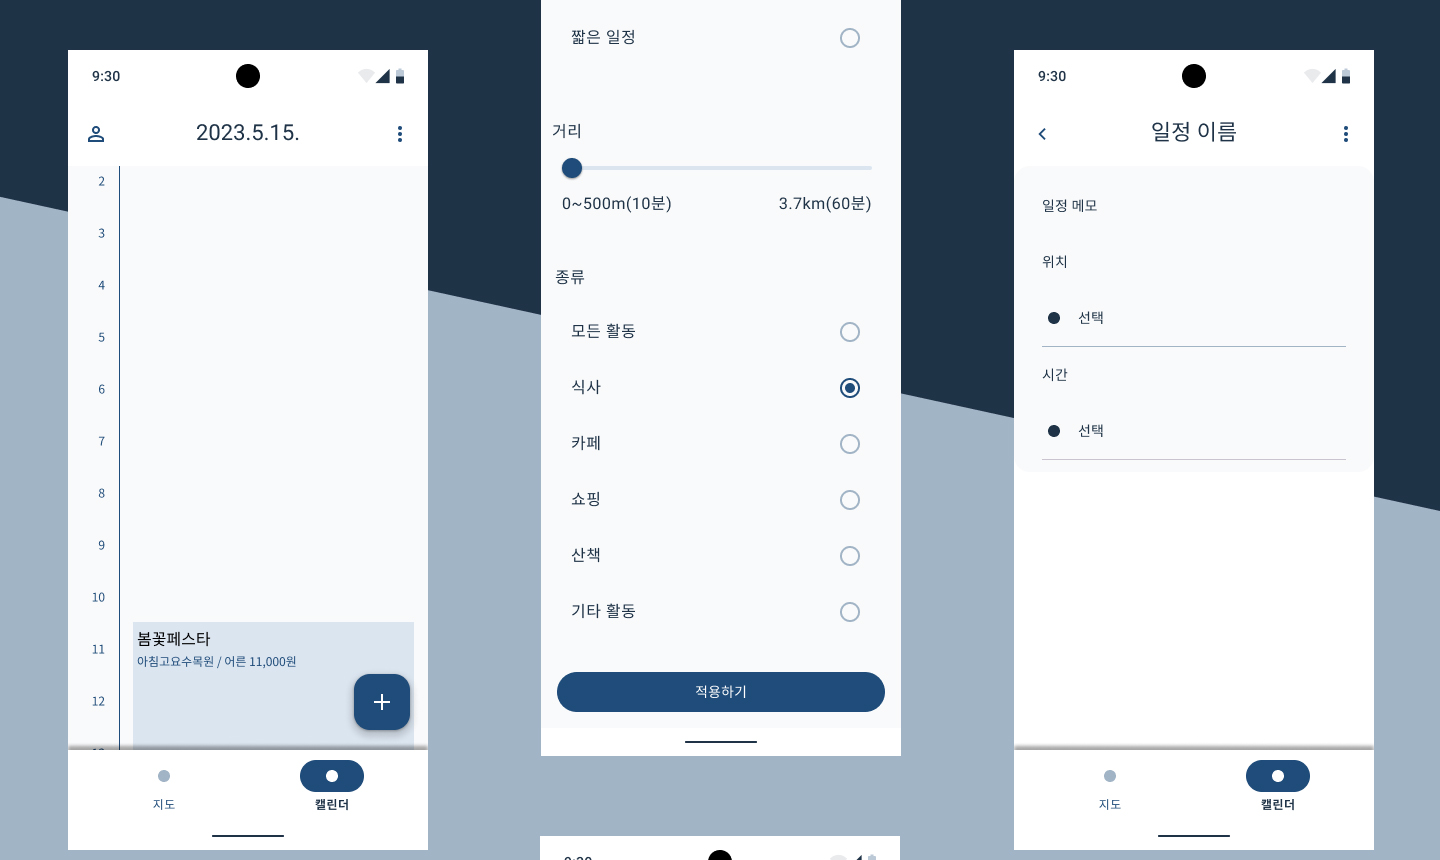 9:30
2023.5.15.
2
3
4
5
6
7
8
9
10
11
12
봄꽃페스타
아침고요수목원 / 어른 11,000원
지도
캘린더
짧은 일정
거리
0~500m(10분)
3.7km(60분)
종류
모든 활동
식사
카페
쇼핑
산책
기타 활동
적용하기
9:30
일정 이름
일정 메모
위치
선택
시간
선택
지도
캘린더